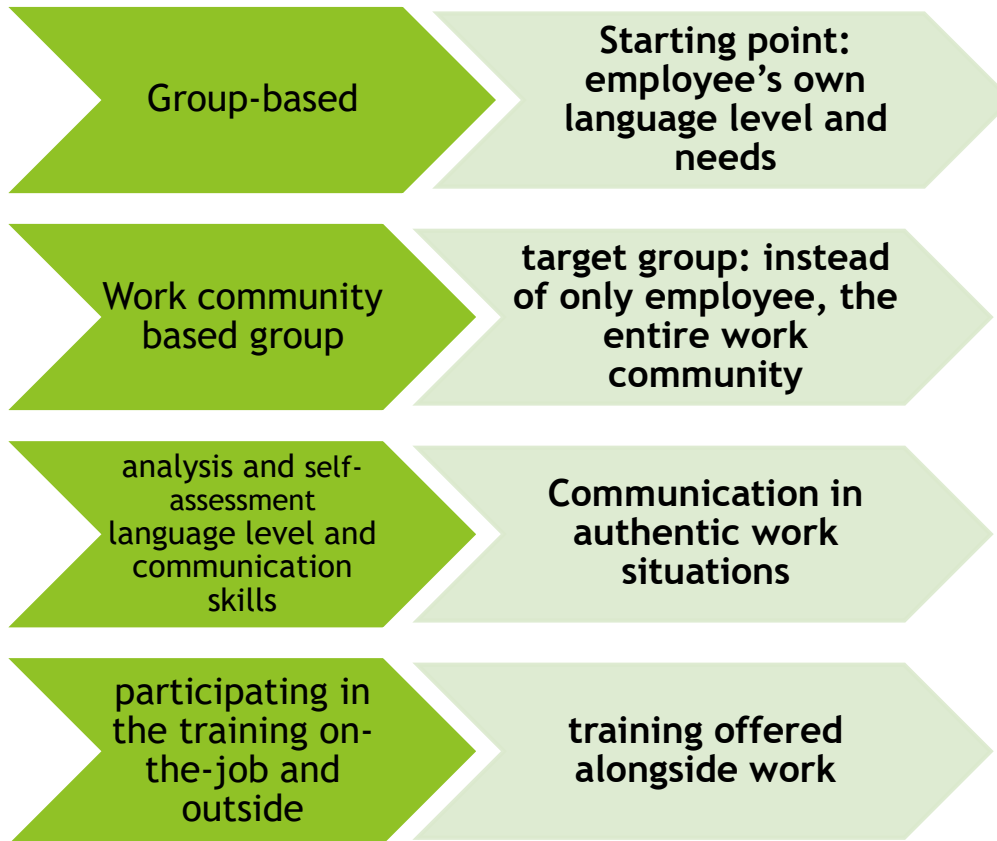 Group-based
Starting point:
employee’s own
language level and
needs
Work community
based group
target group: instead
of only employee, the
entire work
community
analysis and self-
assessment
language level and
communication
skills
Communication in
authentic work
situations
participating in
the training on-
the-job and
outside
training offered
alongside work